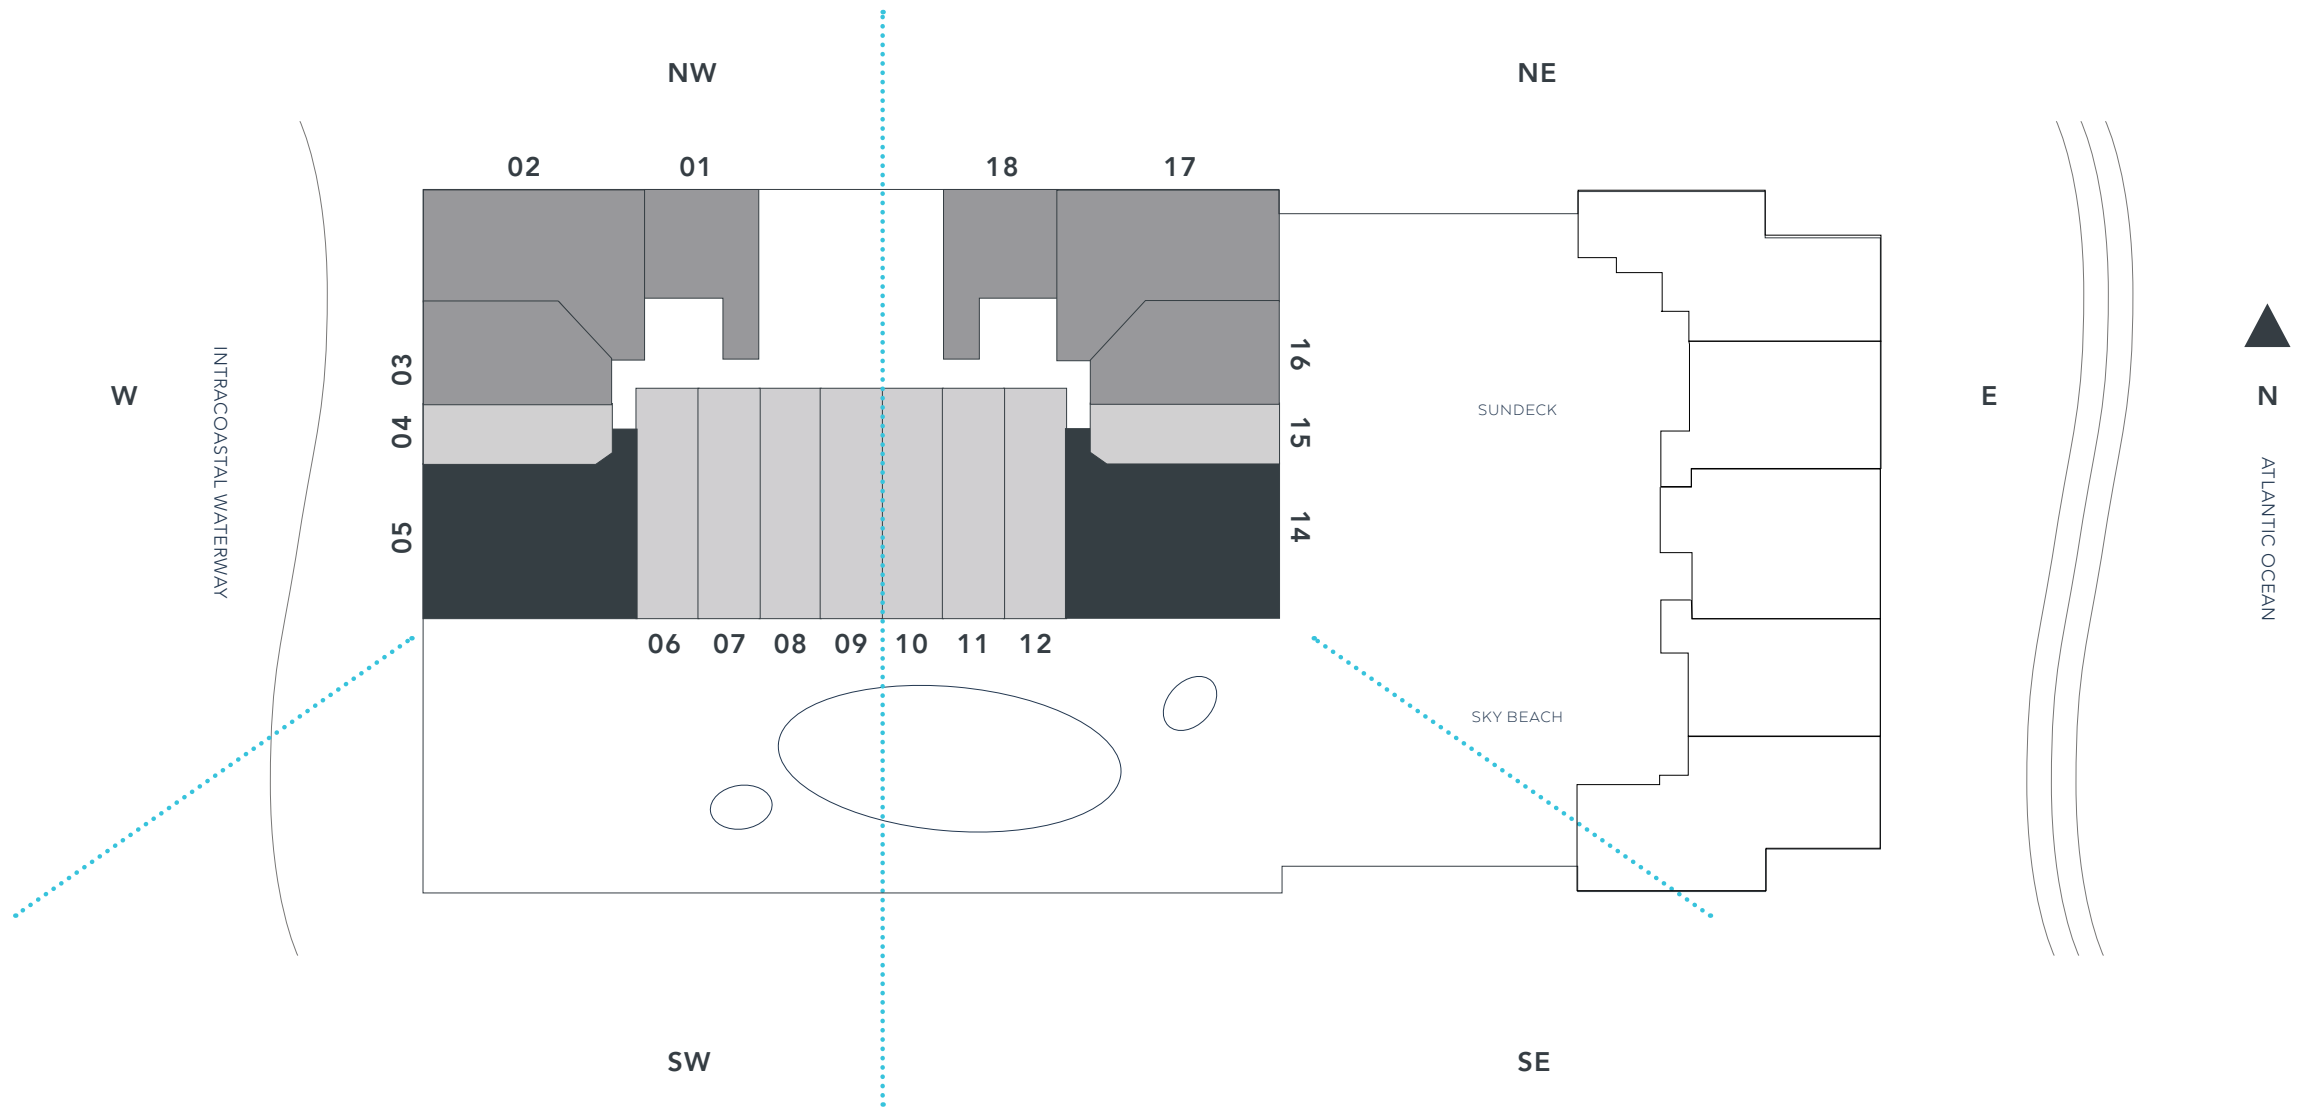 NW
NE
02
01
18
17
03
04
05
16
15
14
W
INTRACOASTAL WATERWAY
SUNDECK
E
N
ATLANTIC OCEAN
06
07
08
09
10
11
12
SKY BEACH
SW
SE